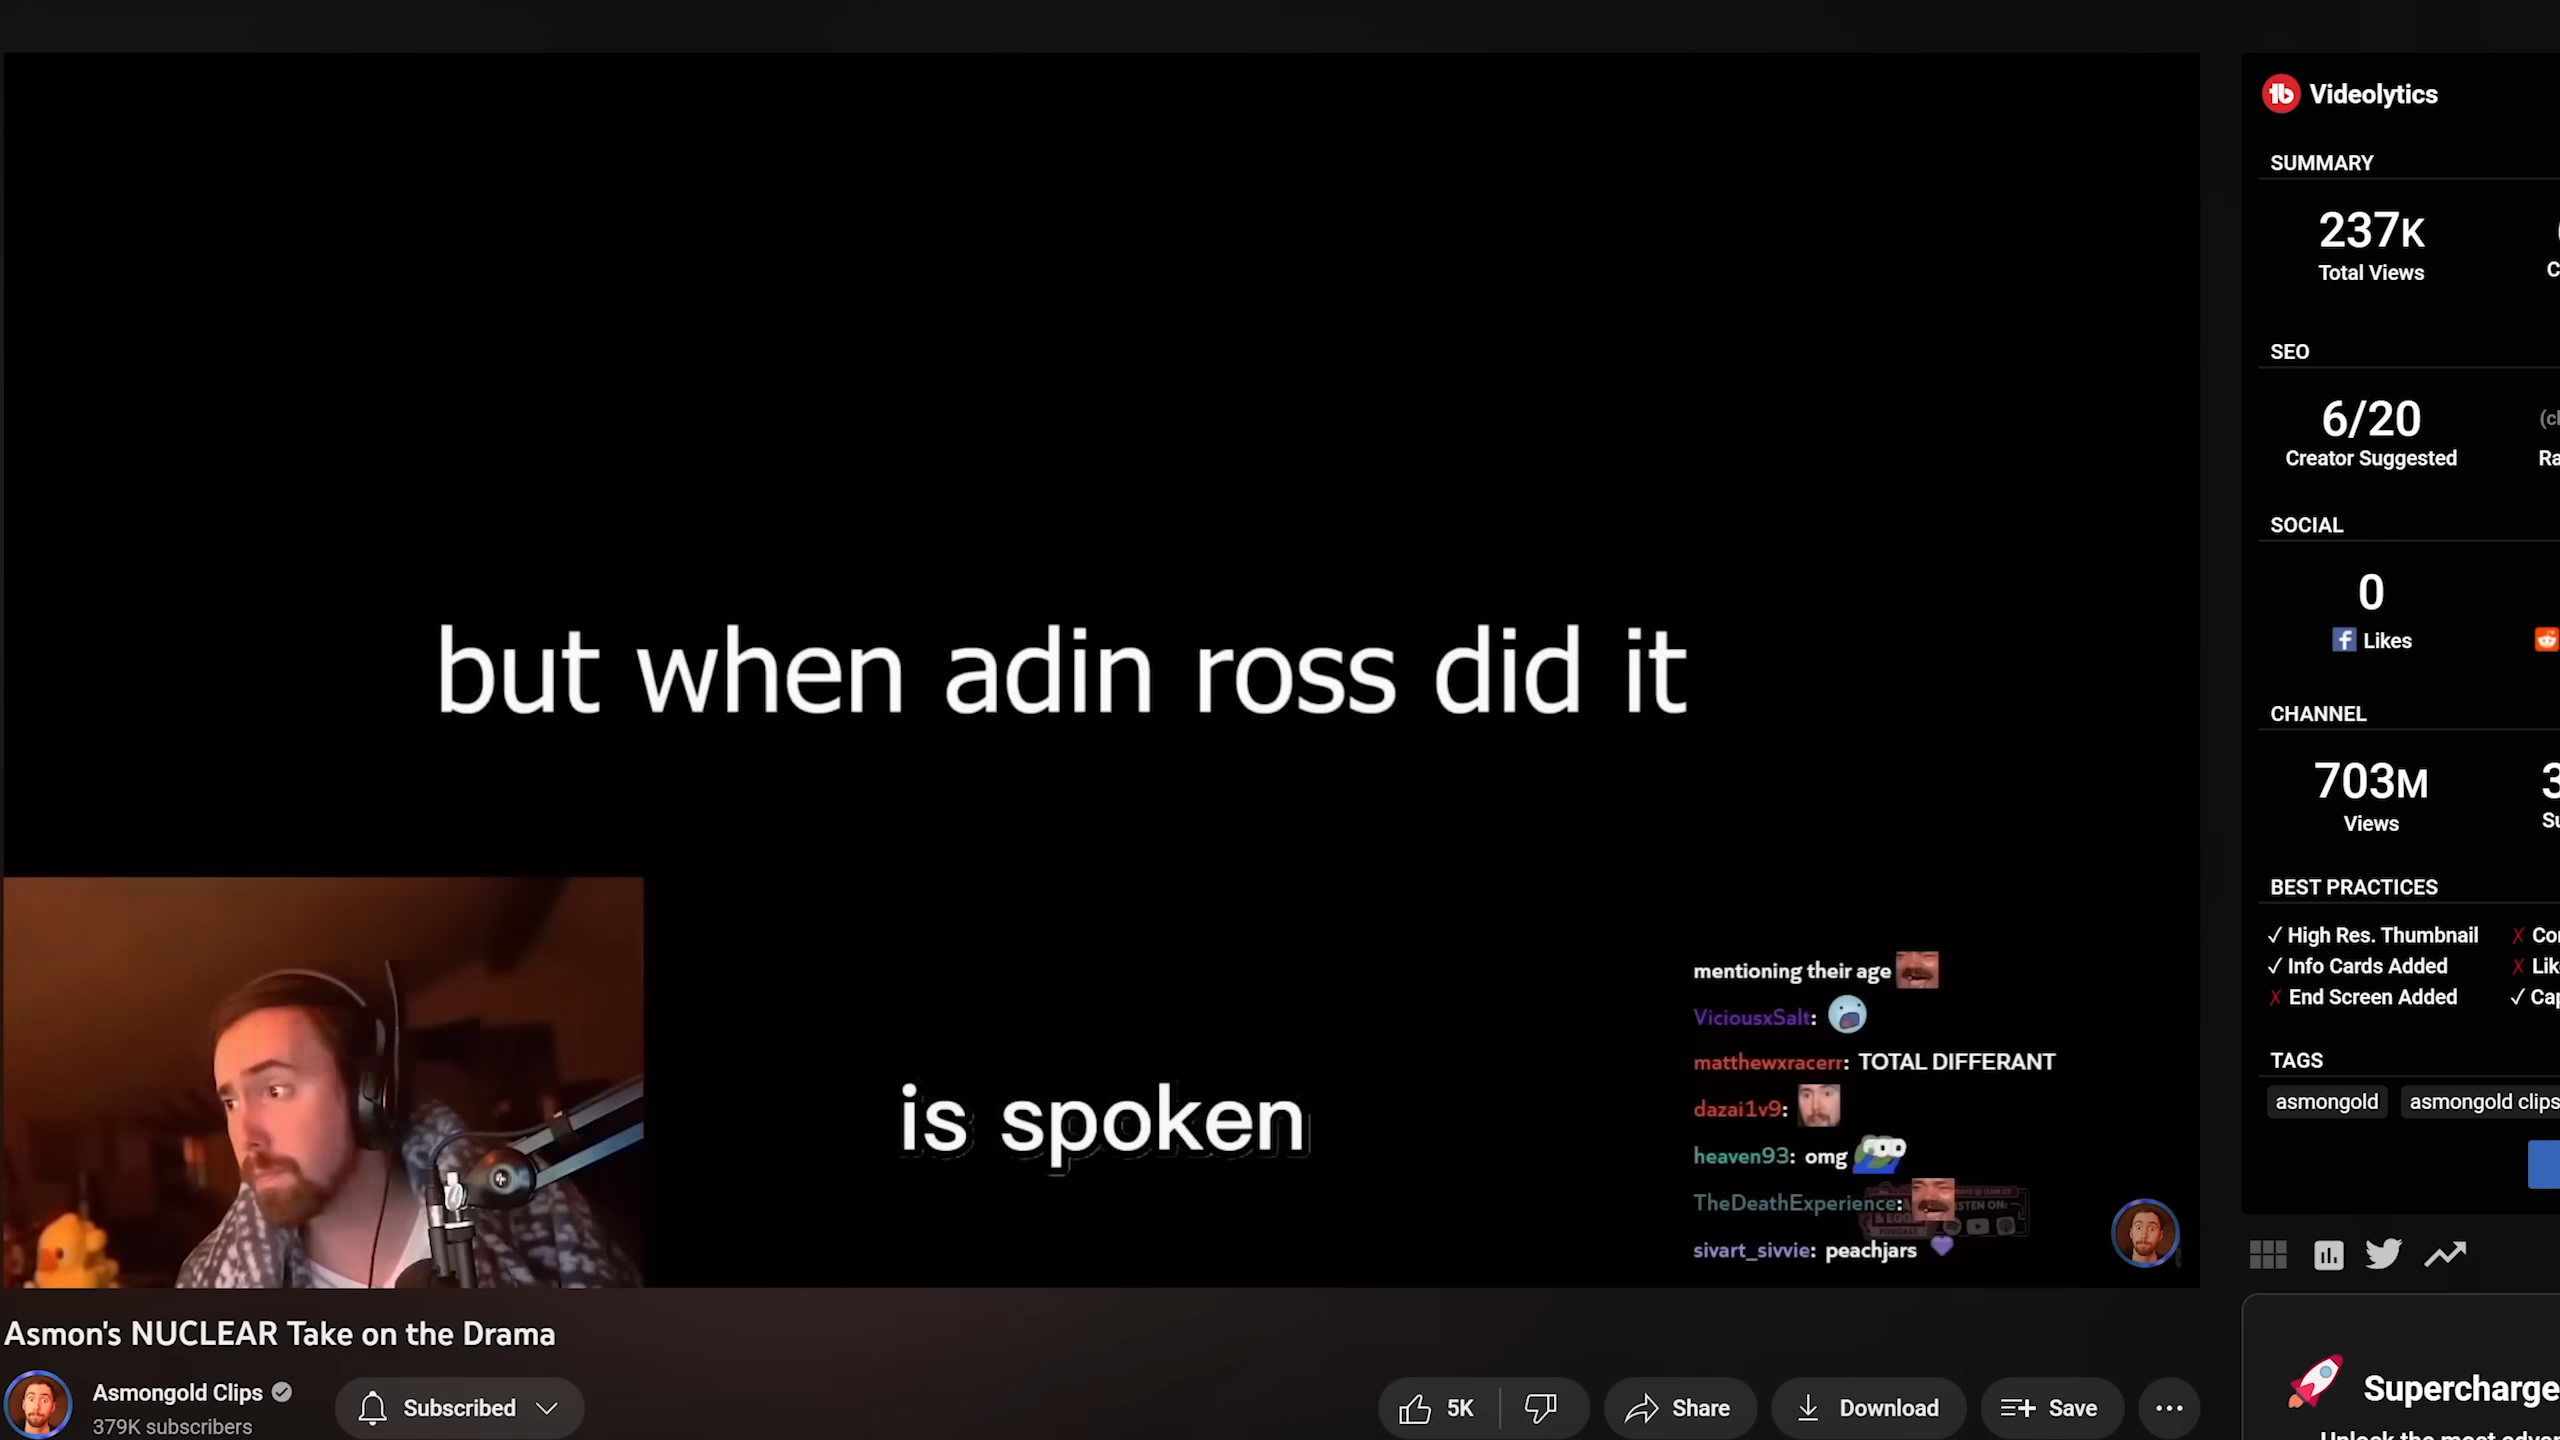 but when adin ross did it
is spoken
mentioning their age
ViciousxSalt:
matthewxracerr: TOTAL DIFFERANT
dazai1v9:
heaven93: omg
TheDeathExperience:
sivart_sivvie: peachjars
Asmon's NUCLEAR Take on the Drama
Asmongold Clips
379K subscribers
Subscribed
5K
Share
Download
Save
Videolytics
SUMMARY
237K
Total Views
SEO
6/20
Creator Suggested
SOCIAL
0
Likes
CHANNEL
703M
Views
BEST PRACTICES
✓ High Res. Thumbnail
✓ Info Cards Added
✗ End Screen Added
TAGS
asmongold
asmongold clips
Supercharge